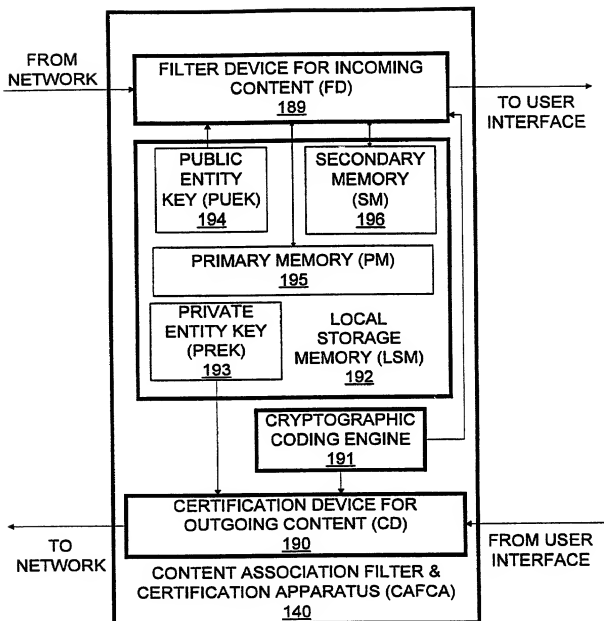 FROM
NETWORK
FILTER DEVICE FOR INCOMING
CONTENT (FD)
189
TO USER
INTERFACE
PUBLIC
ENTITY
KEY (PUEK)
194
SECONDARY
MEMORY
(SM)
196
PRIMARY MEMORY (PM)
195
PRIVATE
ENTITY KEY
(PREK)
193
LOCAL
STORAGE
MEMORY (LSM)
192
CRYPTOGRAPHIC
CODING ENGINE
191
CERTIFICATION DEVICE FOR
OUTGOING CONTENT (CD)
190
TO
NETWORK
FROM USER
INTERFACE
CONTENT ASSOCIATION FILTER &
CERTIFICATION APPARATUS (CAFCA)
140